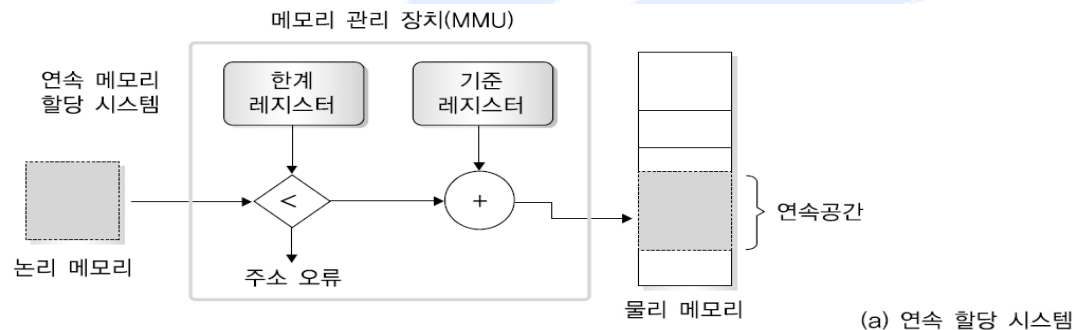 메모리 관리 장치(MMU)
연속 메모리
할당 시스템
한계
레지스터
기준
레지스터
<
+
연속공간
주소 오류
논리 메모리
물리 메모리
(a) 연속 할당 시스템